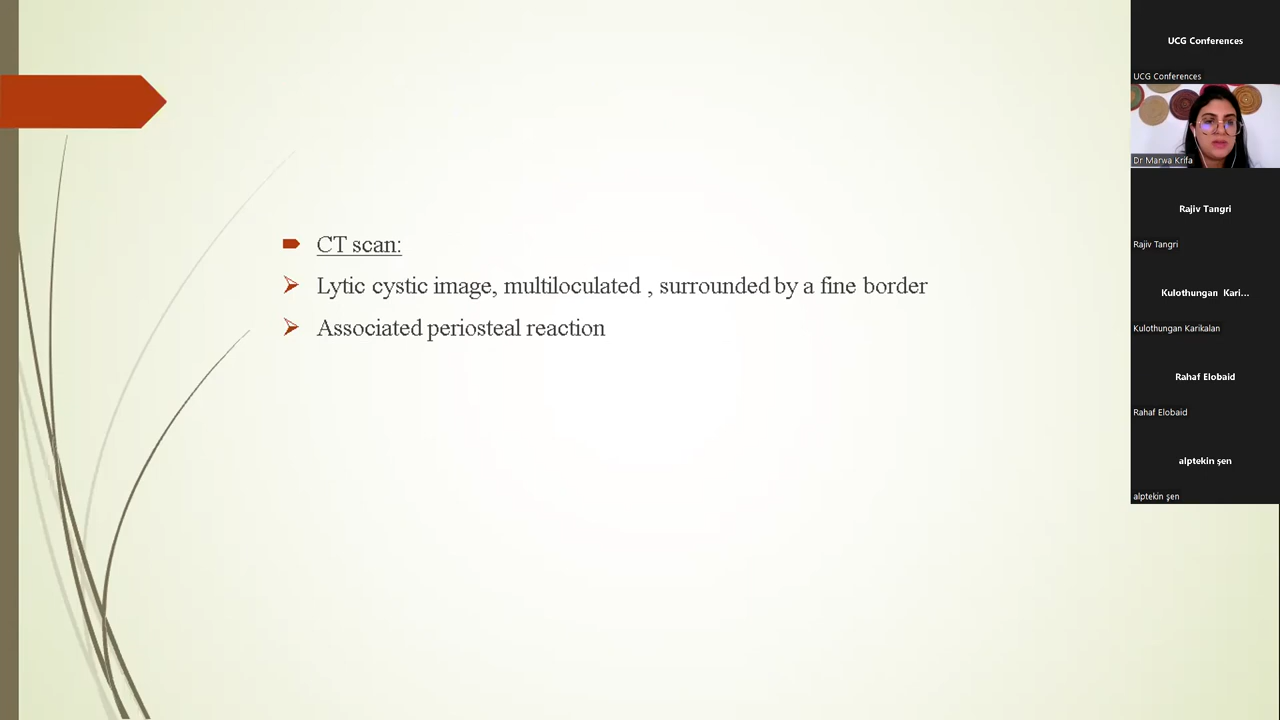 CT scan:
Lytic cystic image, multiloculated , surrounded by a fine border
Associated periosteal reaction
UCG Conferences
UCG Conferences
Dr Marwa Krifa
Rajiv Tangri
Rajiv Tangri
Kulothungan Kari...
Kulothungan Karikalan
Rahaf Elobaid
Rahaf Elobaid
alptekin şen
alptekin şen